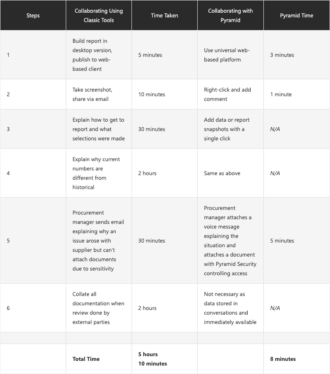 Steps
Collaborating Using
Classic Tools
Time Taken
Collaborating with
Pyramid
Pyramid Time
1
Build report in
desktop version,
publish to web-
based client
5 minutes
Use universal web-
based platform
3 minutes
2
Take screenshot,
share via email
10 minutes
Right-click and add
comment
1 minute
3
Explain how to get to
report and what
selections were made
30 minutes
Add data or report
snapshots with a
single click
N/A
4
Explain why current
numbers are
different from
historical
2 hours
Same as above
N/A
5
Procurement
manager sends email
explaining why an
issue arose with
supplier but can't
attach documents
due to sensitivity
30 minutes
Procurement
manager attaches a
voice message
explaining the
situation and
attaches a document
with Pyramid Security
controlling access
5 minutes
6
Collate all
documentation when
review done by
external parties
2 hours
Not necessary as
data stored in
conversations and
immediately available
N/A
Total Time
5 hours
10 minutes
8 minutes